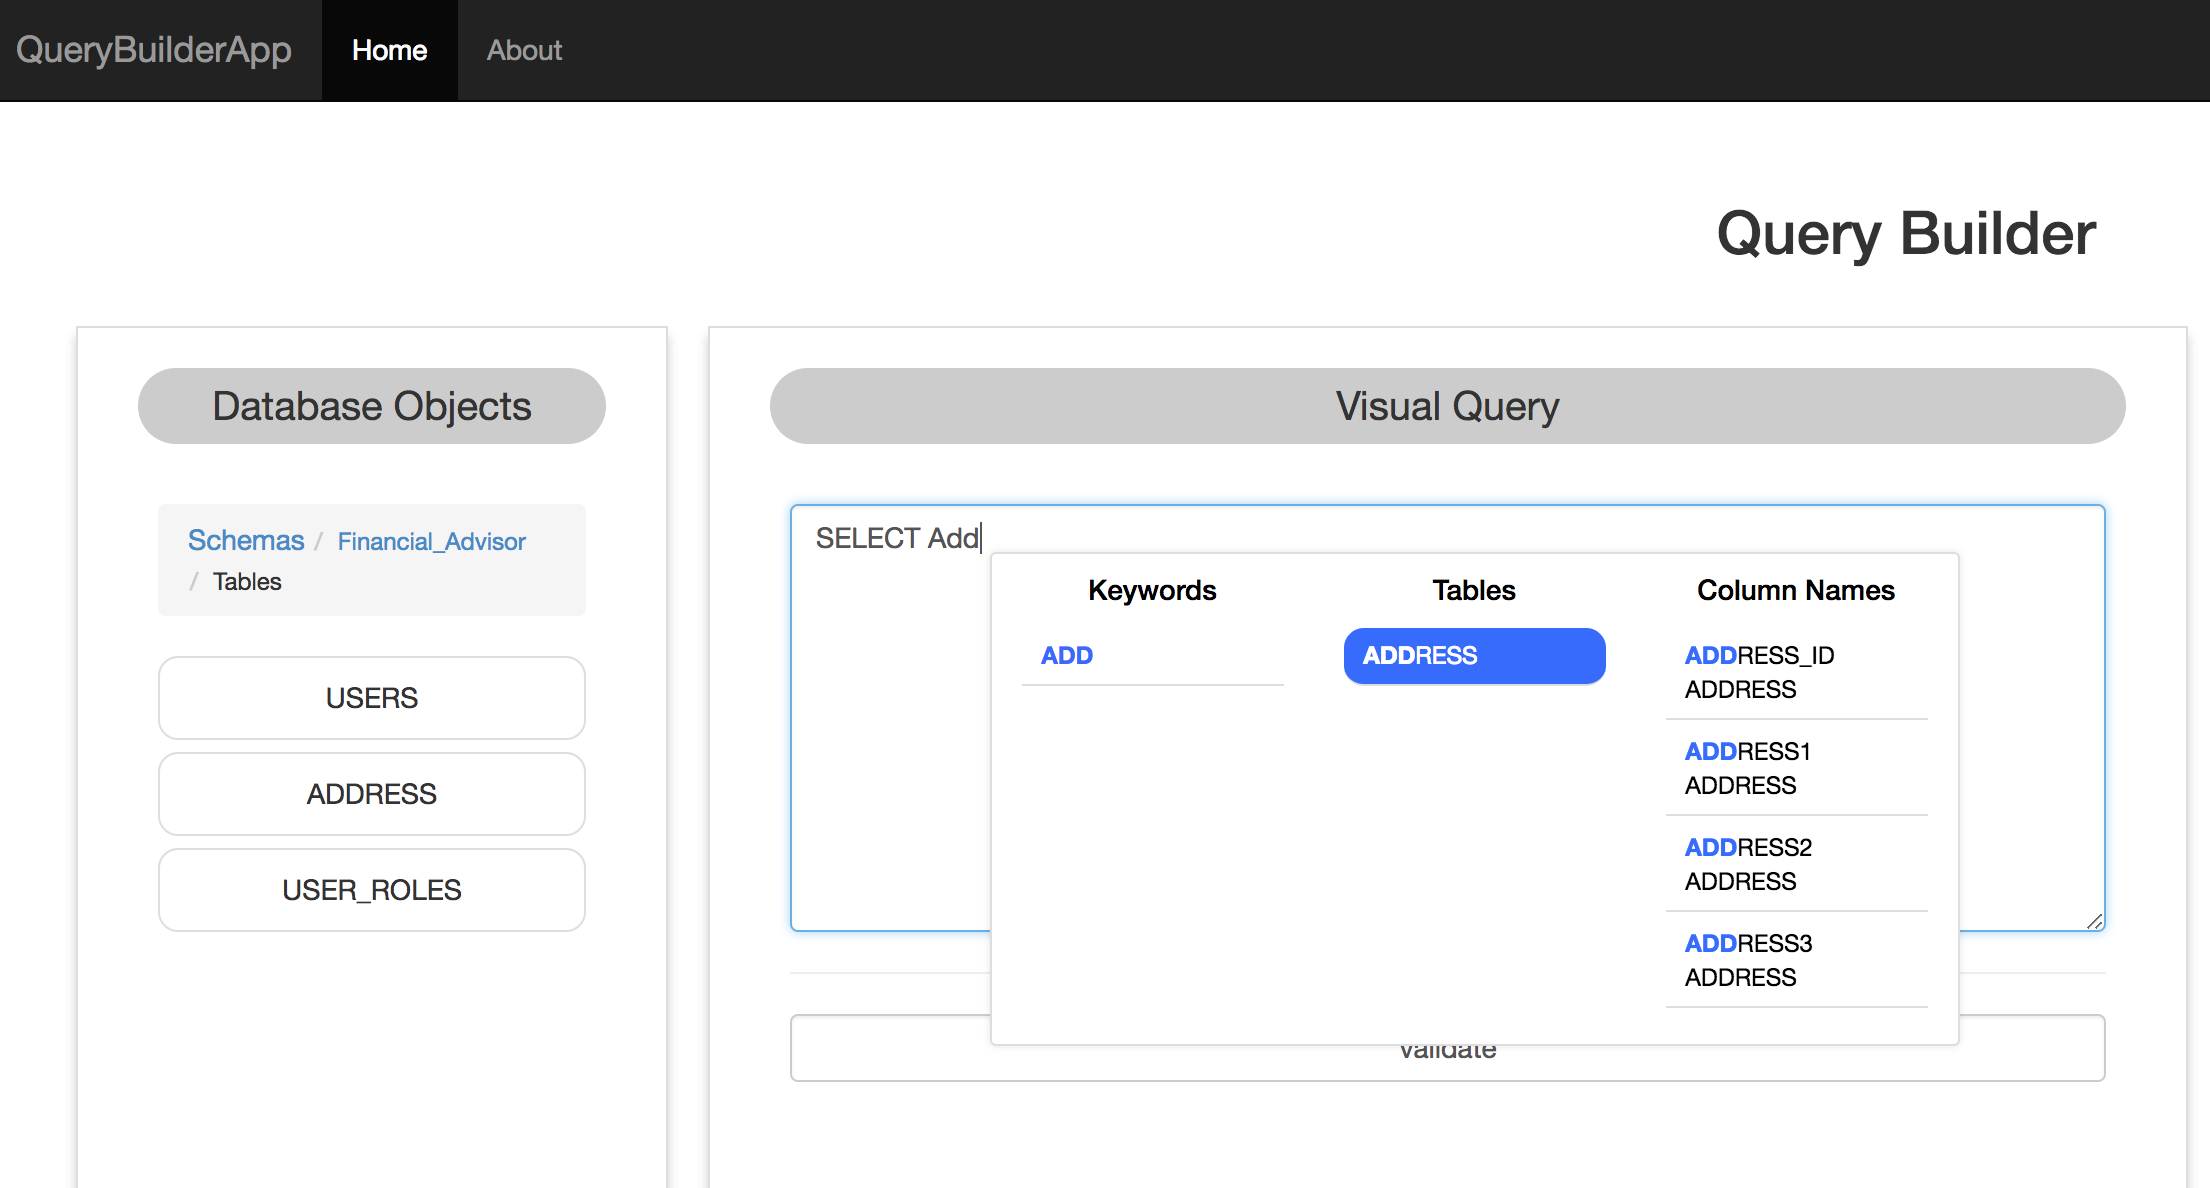 QueryBuilderApp Home About
Query Builder
Database Objects
Schemas / Financial_Advisor
/ Tables
USERS
ADDRESS
USER_ROLES
Visual Query
SELECT Add
Keywords
ADD
Tables
ADDRESS
Column Names
ADDRESS_ID
ADDRESS
ADDRESS1
ADDRESS
ADDRESS2
ADDRESS
ADDRESS3
ADDRESS
Validate